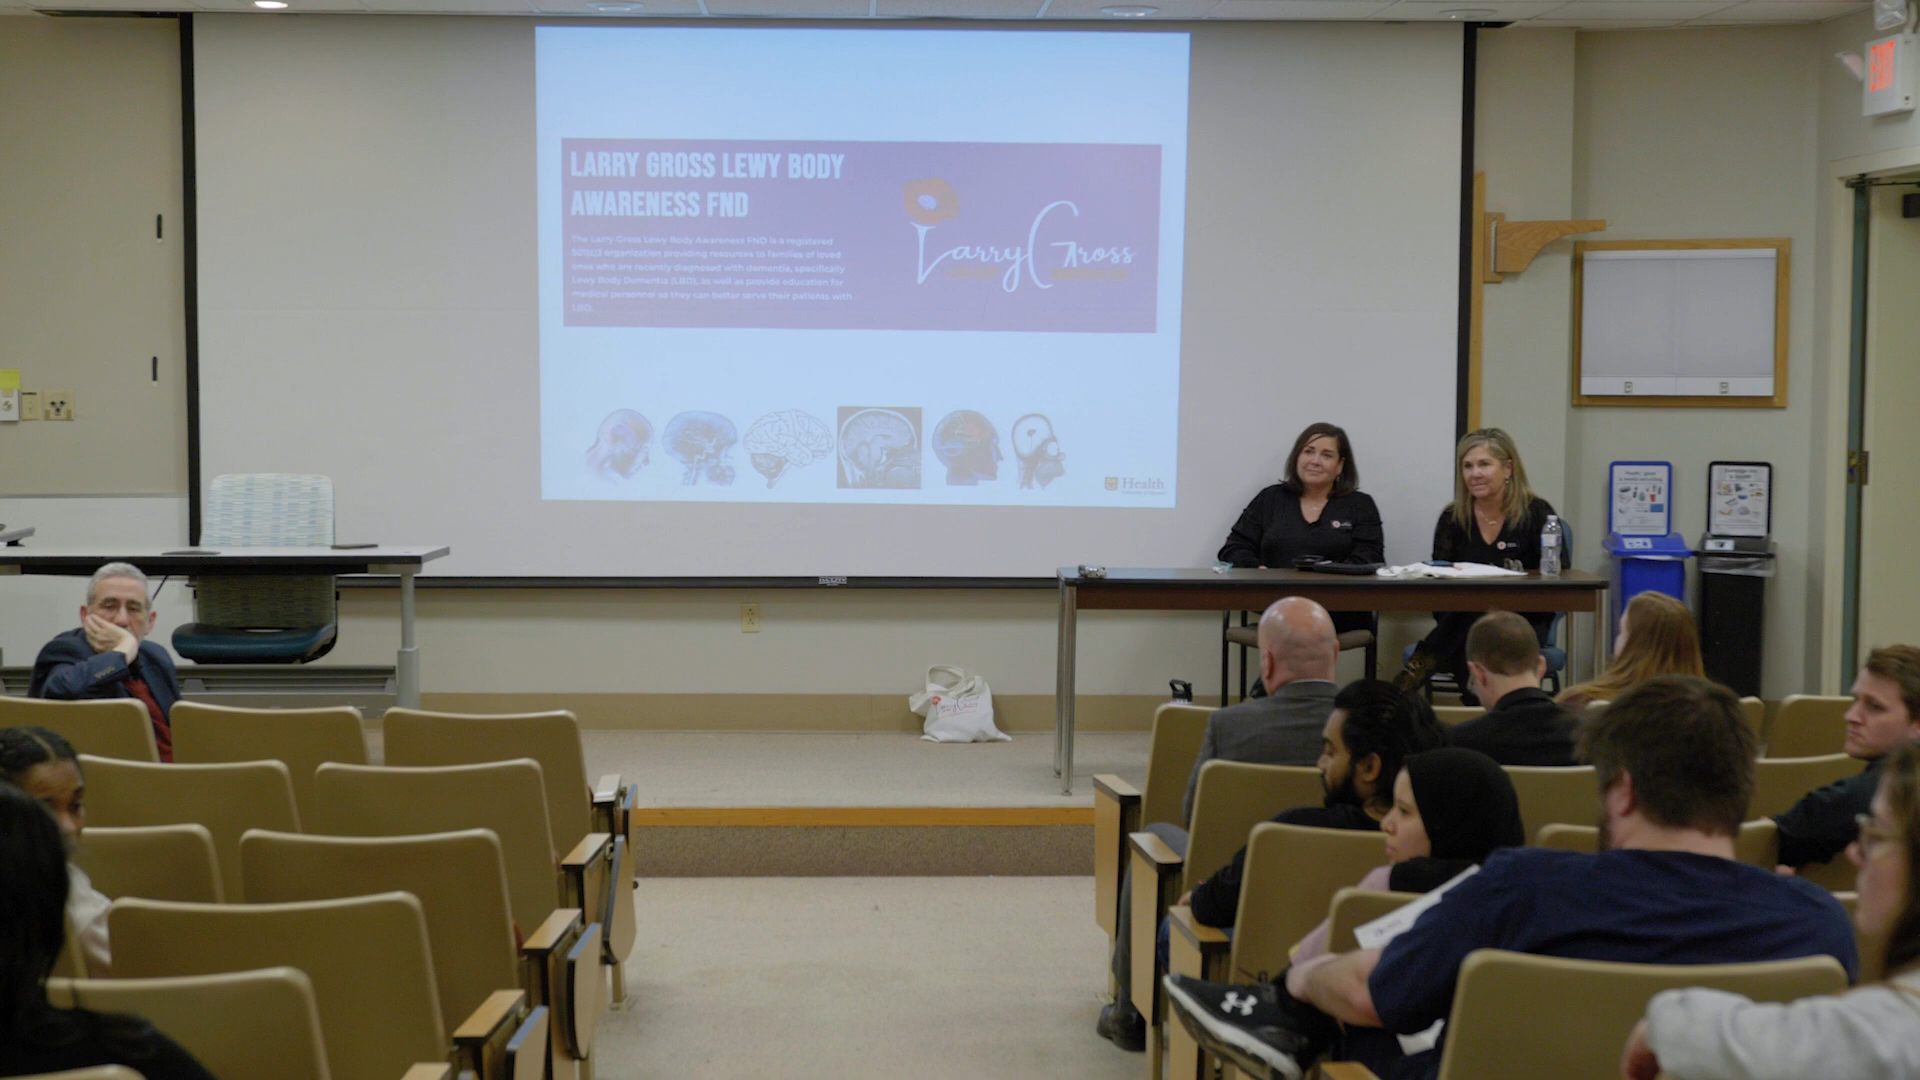 LARRY GROSS LEWY BODY
AWARENESS FND
The Larry Gross Lewy Body Awareness FND is a registered
501(c)3 organization providing resources to families of loved
ones who are recently diagnosed with dementia, specifically
Lewy Body Dementia (LBD), as well as provide education for
medical personnel so they can better serve their patients with
LBD.
Larry Gross
Health
EXIT